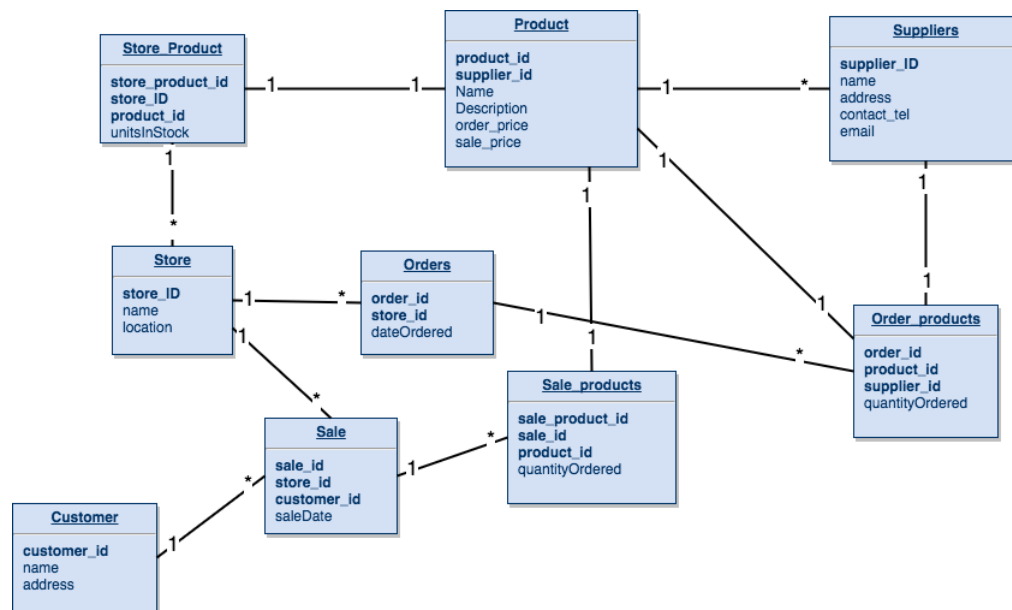 Product
product_id
supplier_id
Name
Description
order_price
sale_price
Suppliers
supplier_ID
name
address
contact_tel
email
Store_Product
store_product_id
store_ID
product_id
unitsInStock
1
1
1
*
1
*
1
1
1
1
1
1
Store
store_ID
name
location
1
*
Orders
order_id
store_id
dateOrdered
1
*
Order_products
order_id
product_id
supplier_id
quantityOrdered
1
*
Sale
sale_id
store_id
customer_id
saleDate
1
*
Sale_products
sale_product_id
sale_id
product_id
quantityOrdered
Customer
customer_id
name
address
1
*